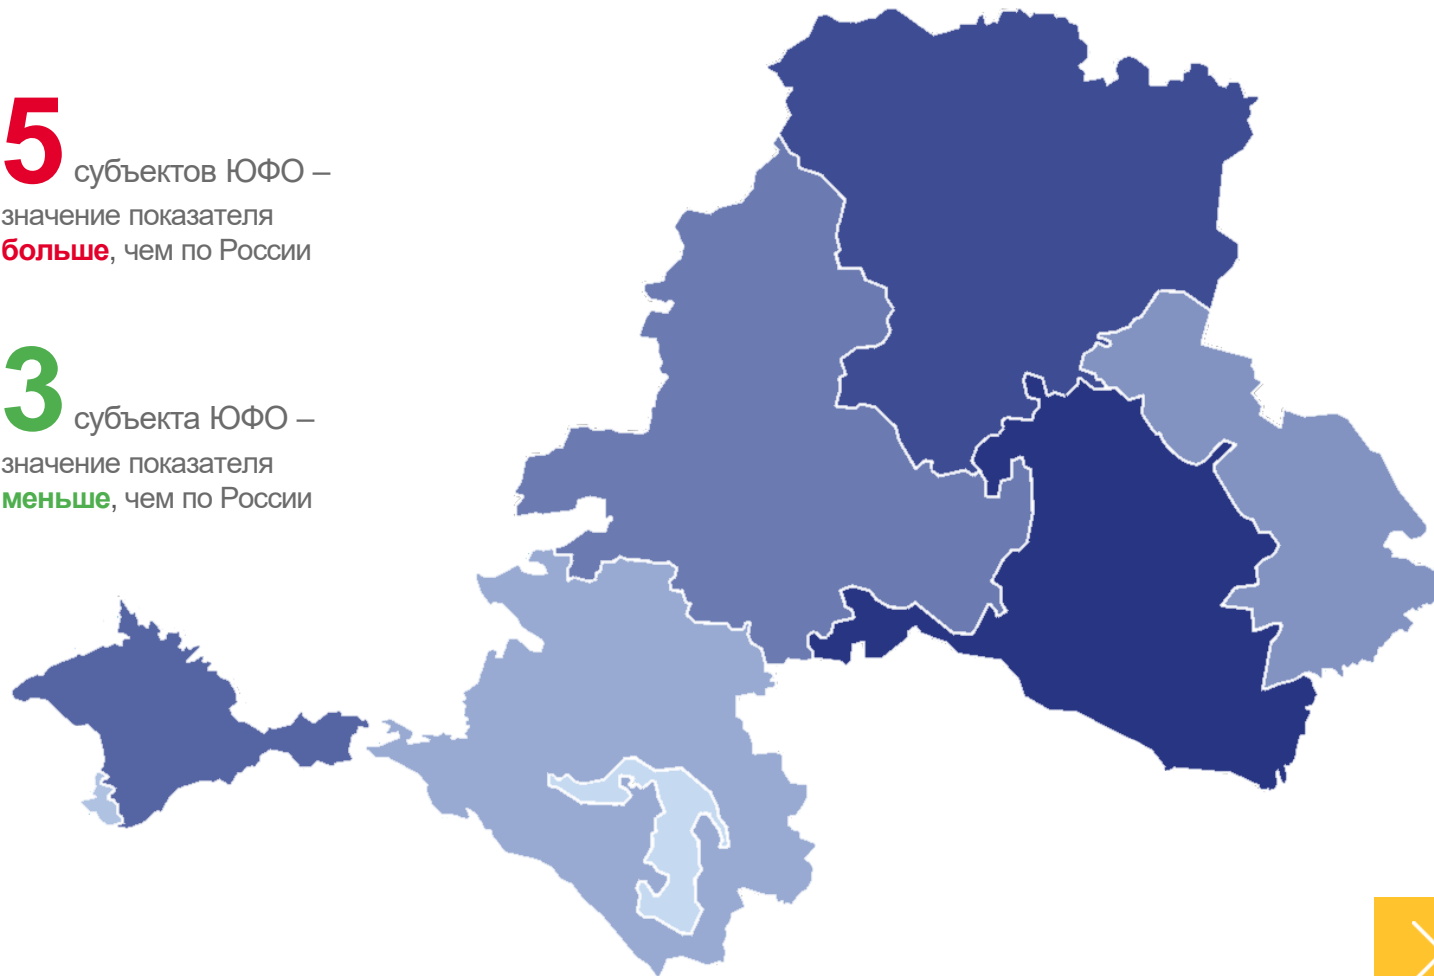 5 субъектов ЮФО –
значение показателя
больше, чем по России
3 субъекта ЮФО –
значение показателя
меньше, чем по России